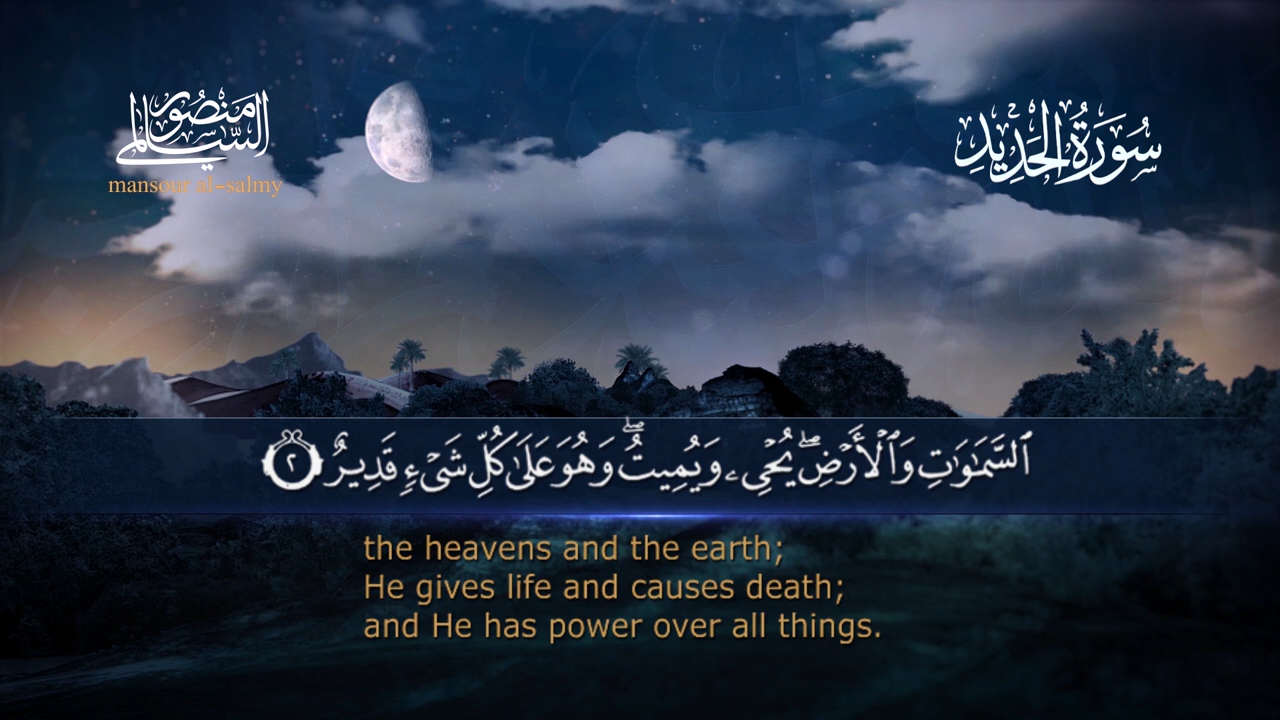 منصور
السالمي
mansour al-salmy
سُورَةُ الحَدِيدِ
ٱلسَّمَٰوَٰتِ وَٱلْأَرْضِ ۖ يُحْىِۦ وَيُمِيتُ ۖ وَهُوَ عَلَىٰ كُلِّ شَىْءٍ قَدِيرٌ ٢
the heavens and the earth;
He gives life and causes death;
and He has power over all things.